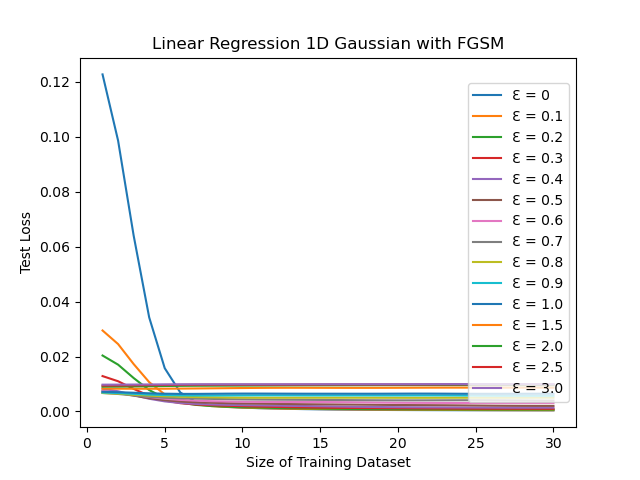 Linear Regression 1D Gaussian with FGSM
0.12
0.10
0.08
0.06
0.04
0.02
0.00
Test Loss
0
5
10
15
20
25
30
Size of Training Dataset
Ɛ = 0
Ɛ = 0.1
Ɛ = 0.2
Ɛ = 0.3
Ɛ = 0.4
Ɛ = 0.5
Ɛ = 0.6
Ɛ = 0.7
Ɛ = 0.8
Ɛ = 0.9
Ɛ = 1.0
Ɛ = 1.5
Ɛ = 2.0
Ɛ = 2.5
Ɛ = 3.0